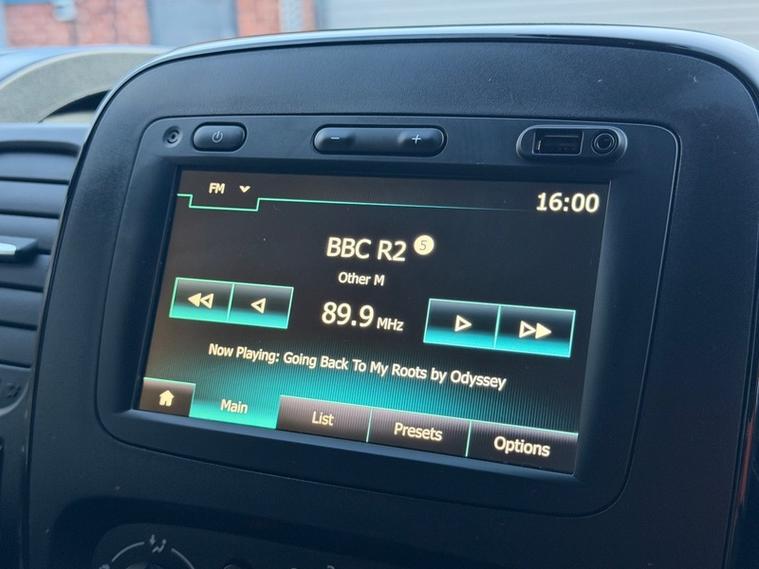 FM
16:00
BBC R2 5
Other M
89.9 MHz
Now Playing: Going Back To My Roots by Odyssey
Main
List
Presets
Options